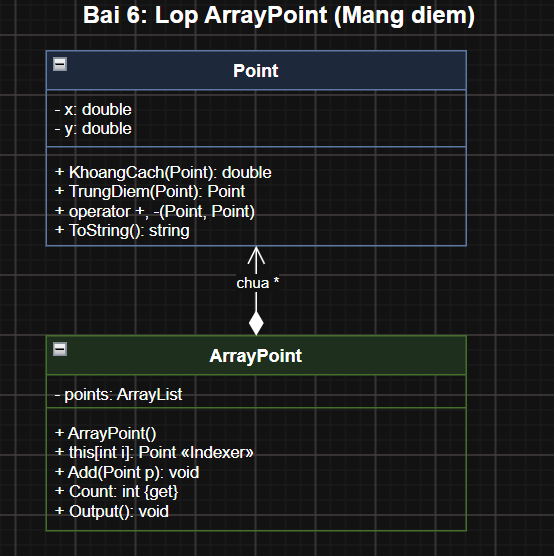 Bai 6: Lop ArrayPoint (Mang diem)
Point
- x: double
- y: double
+ KhoangCach(Point): double
+ TrungDiem(Point): Point
+ operator +, -(Point, Point)
+ ToString(): string
chua *
ArrayPoint
- points: ArrayList
+ ArrayPoint()
+ this[int i]: Point «Indexer»
+ Add(Point p): void
+ Count: int {get}
+ Output(): void